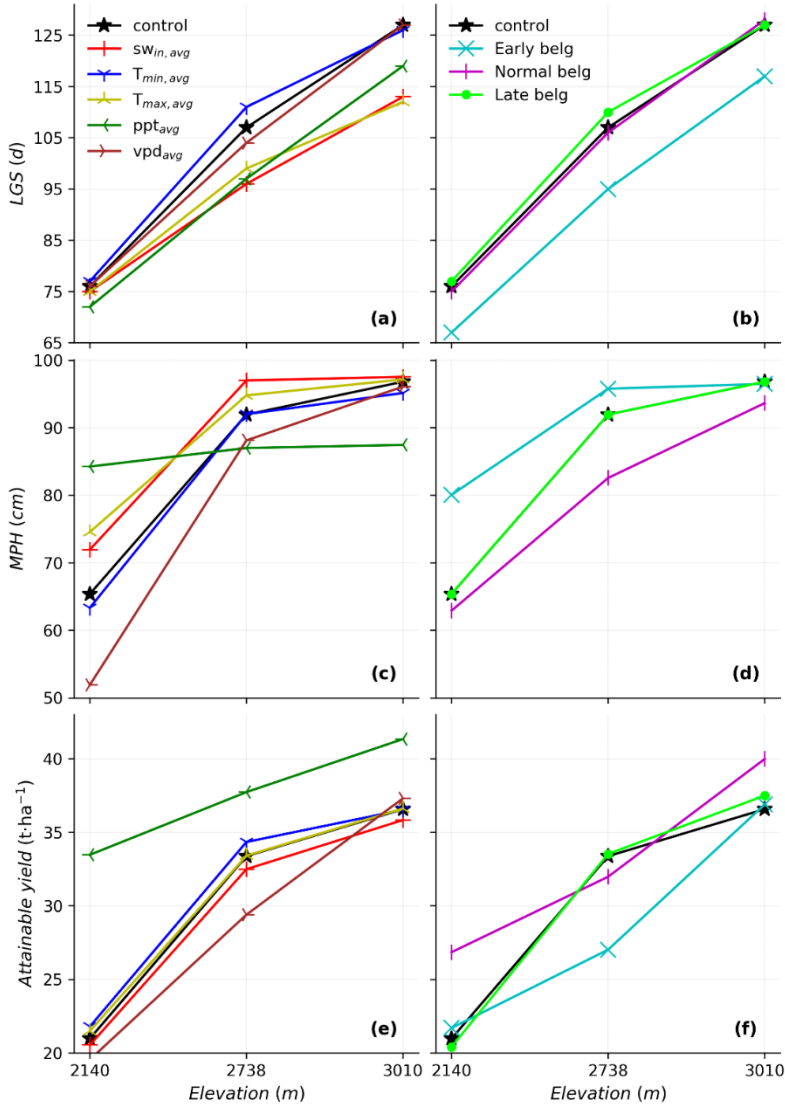 125
115
105
95
85
75
65
LGS (d)
control
sw_in, avg
T_min, avg
T_max, avg
ppt_avg
vpd_avg
(a)
control
Early belg
Normal belg
Late belg
(b)
100
90
80
70
60
50
MPH (cm)
(c)
(d)
40
35
30
25
20
Attainable yield (t·ha⁻¹)
(e)
(f)
2140 2738 3010
2140 2738 3010
Elevation (m)
Elevation (m)